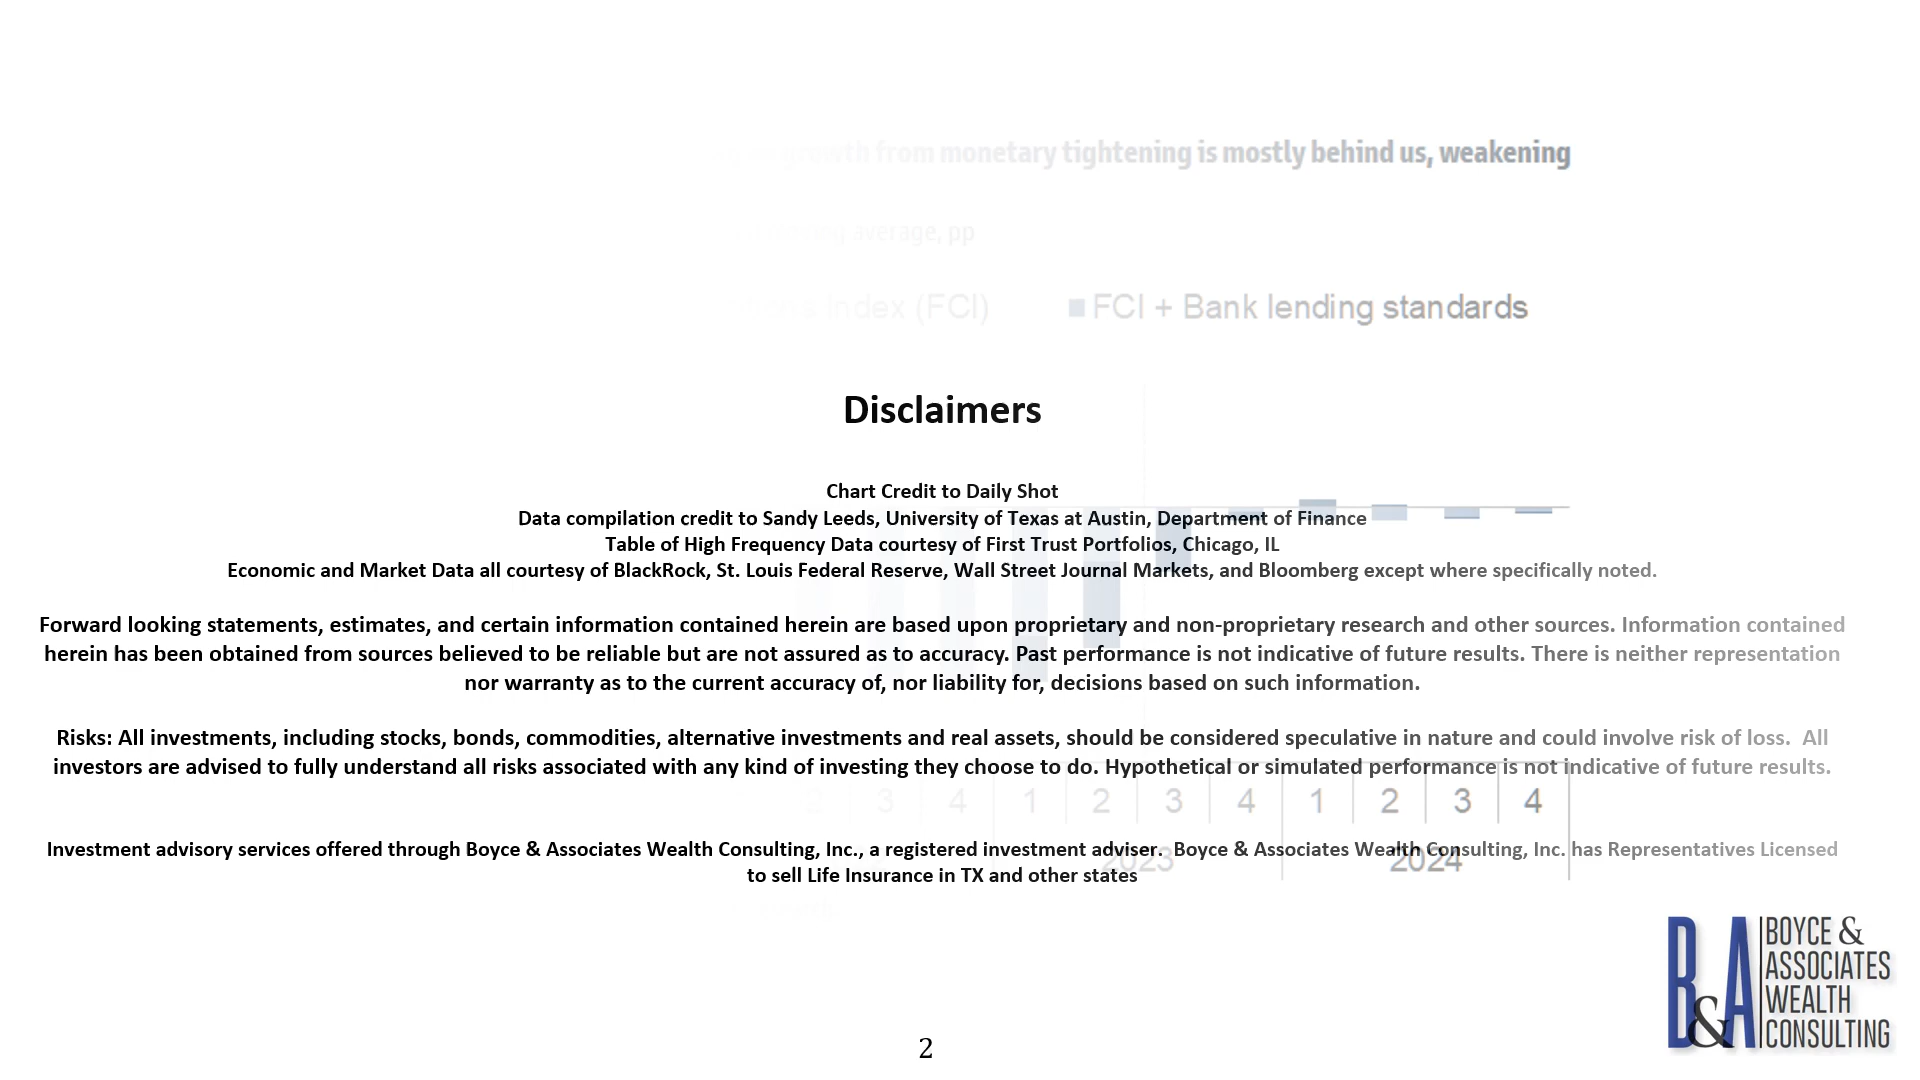 growth from monetary tightening is mostly behind us, weakening
average, pp
Index (FCI)
FCI + Bank lending standards
Disclaimers
Chart Credit to Daily Shot
Data compilation credit to Sandy Leeds, University of Texas at Austin, Department of Finance
Table of High Frequency Data courtesy of First Trust Portfolios, Chicago, IL
Economic and Market Data all courtesy of BlackRock, St. Louis Federal Reserve, Wall Street Journal Markets, and Bloomberg except where specifically noted.
Forward looking statements, estimates, and certain information contained herein are based upon proprietary and non-proprietary research and other sources. Information contained
herein has been obtained from sources believed to be reliable but are not assured as to accuracy. Past performance is not indicative of future results. There is neither representation
nor warranty as to the current accuracy of, nor liability for, decisions based on such information.
Risks: All investments, including stocks, bonds, commodities, alternative investments and real assets, should be considered speculative in nature and could involve risk of loss.  All
investors are advised to fully understand all risks associated with any kind of investing they choose to do. Hypothetical or simulated performance is not indicative of future results.
2 3 4 1 2 3 4 1 2 3 4
2023 2024
Investment advisory services offered through Boyce & Associates Wealth Consulting, Inc., a registered investment adviser.  Boyce & Associates Wealth Consulting, Inc. has Representatives Licensed
to sell Life Insurance in TX and other states
B&A
BOYCE &
ASSOCIATES
WEALTH
CONSULTING
2